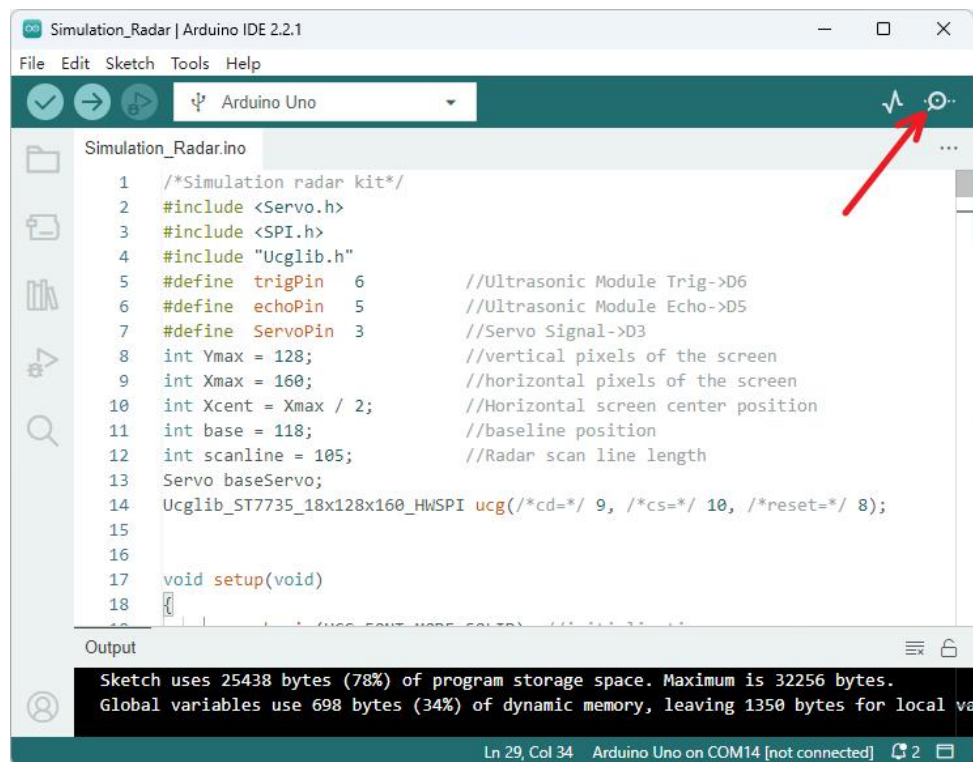 Simulation_Radar | Arduino IDE 2.2.1
File Edit Sketch Tools Help
Arduino Uno
Simulation_Radar.ino
1 /*Simulation radar kit*/
2 #include <Servo.h>
3 #include <SPI.h>
4 #include "Ucglib.h"
5 #define trigPin 6 //Ultrasonic Module Trig->D6
6 #define echoPin 5 //Ultrasonic Module Echo->D5
7 #define ServoPin 3 //Servo Signal->D3
8 int Ymax = 128; //vertical pixels of the screen
9 int Xmax = 160; //horizontal pixels of the screen
10 int Xcent = Xmax / 2; //Horizontal screen center position
11 int base = 118; //baseline position
12 int scanline = 105; //Radar scan line length
13 Servo baseServo;
14 Ucglib_ST7735_18x128x160_HWSPI ucg(/*cd=*/ 9, /*cs=*/ 10, /*reset=*/ 8);
15
16
17 void setup(void)
18 {
Output
Sketch uses 25438 bytes (78%) of program storage space. Maximum is 32256 bytes.
Global variables use 698 bytes (34%) of dynamic memory, leaving 1350 bytes for local va
Ln 29, Col 34 Arduino Uno on COM14 [not connected] 2